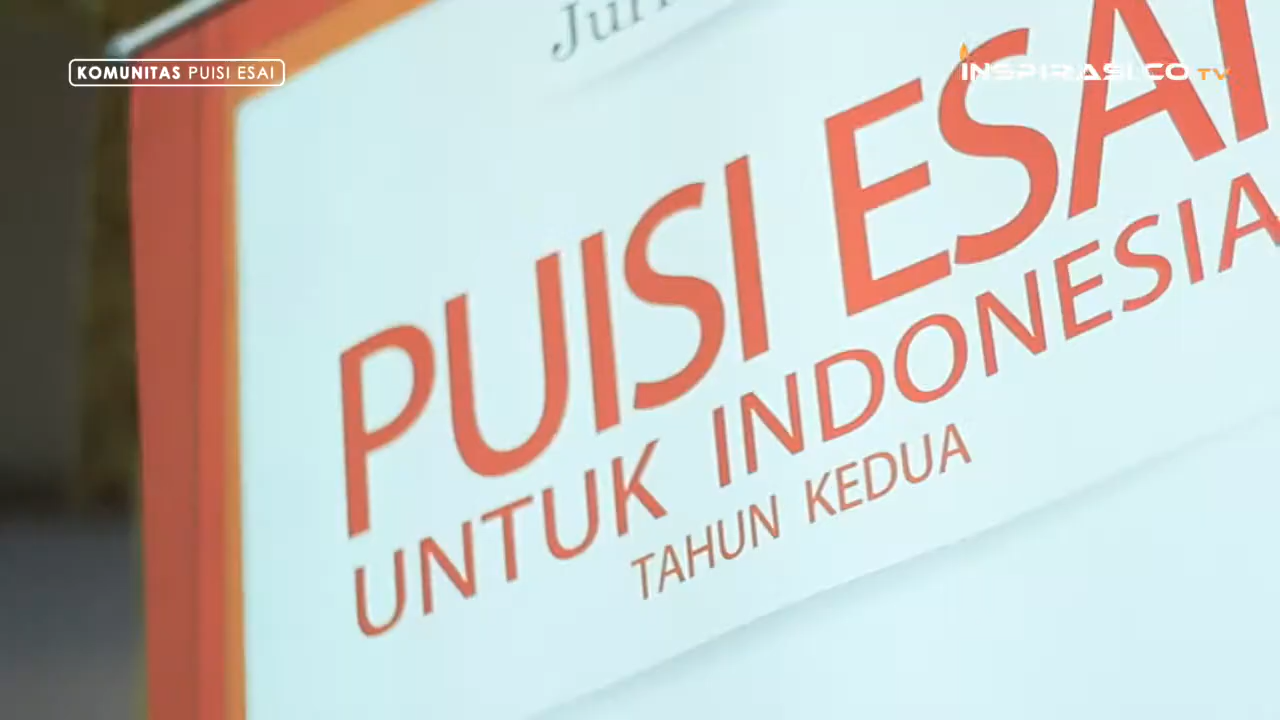 KOMUNITAS PUISI ESAI
INSPIRASI.CO TV
PUISI ESAI
UNTUK INDONESIA
TAHUN KEDUA